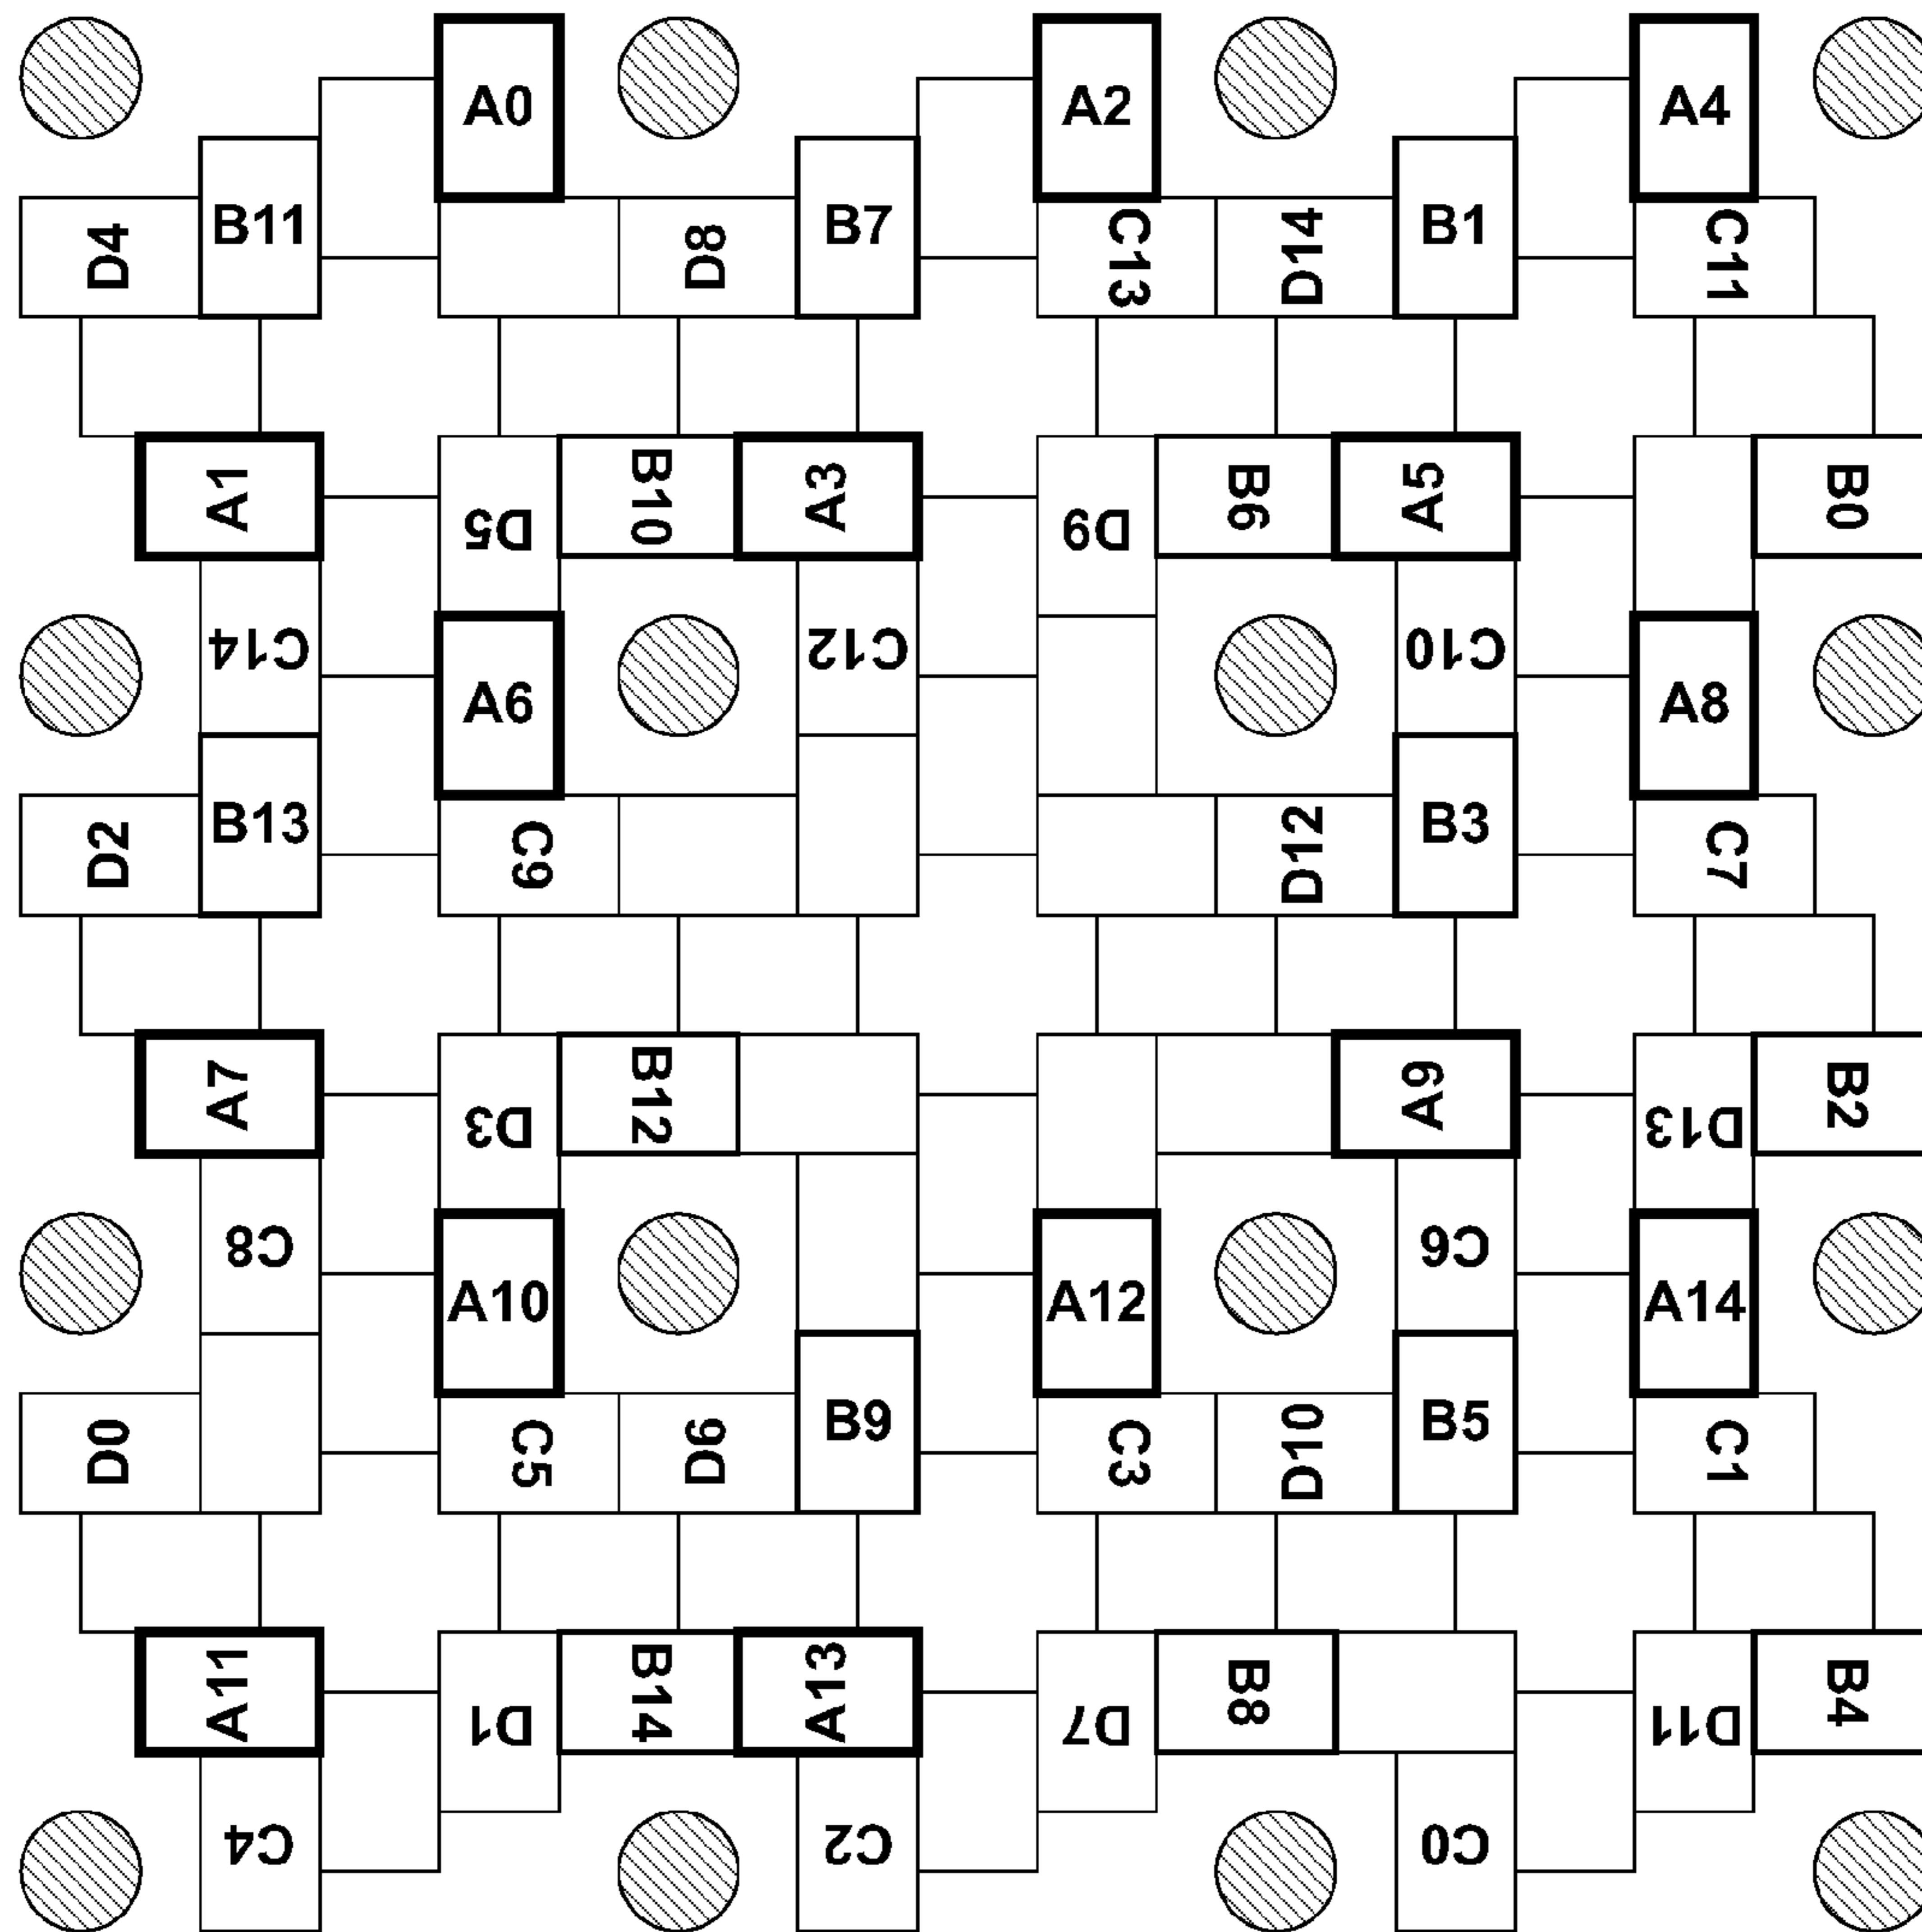 A0 A2 A4
D4 B11 D8 B7 C13 D14 B1 C11
A1 D5 B10 A3 D9 B6 A5 B0
C14 A6 C12 C10 A8
D2 B13 C9 D12 B3 C7
A7 D3 B12 A9 D13 B2
C8 A10 A12 C6 A14
D0 C5 D6 B9 C3 D10 B5 C1
A11 D1 B14 A13 D7 B8 D11 B4
C4 C2 C0